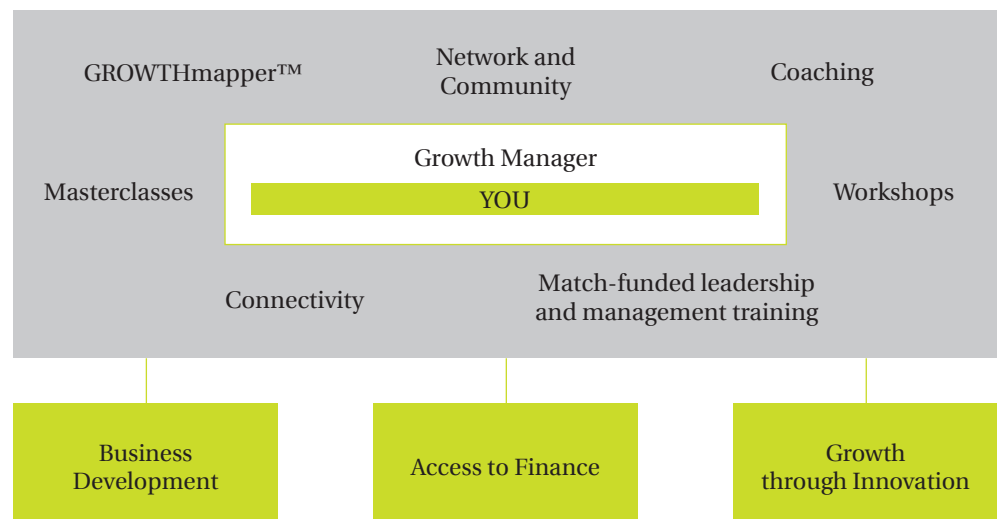 GROWTHmapper™
Network and
Community
Coaching
Growth Manager
YOU
Masterclasses
Workshops
Connectivity
Match-funded leadership
and management training
Business
Development
Access to Finance
Growth
through Innovation